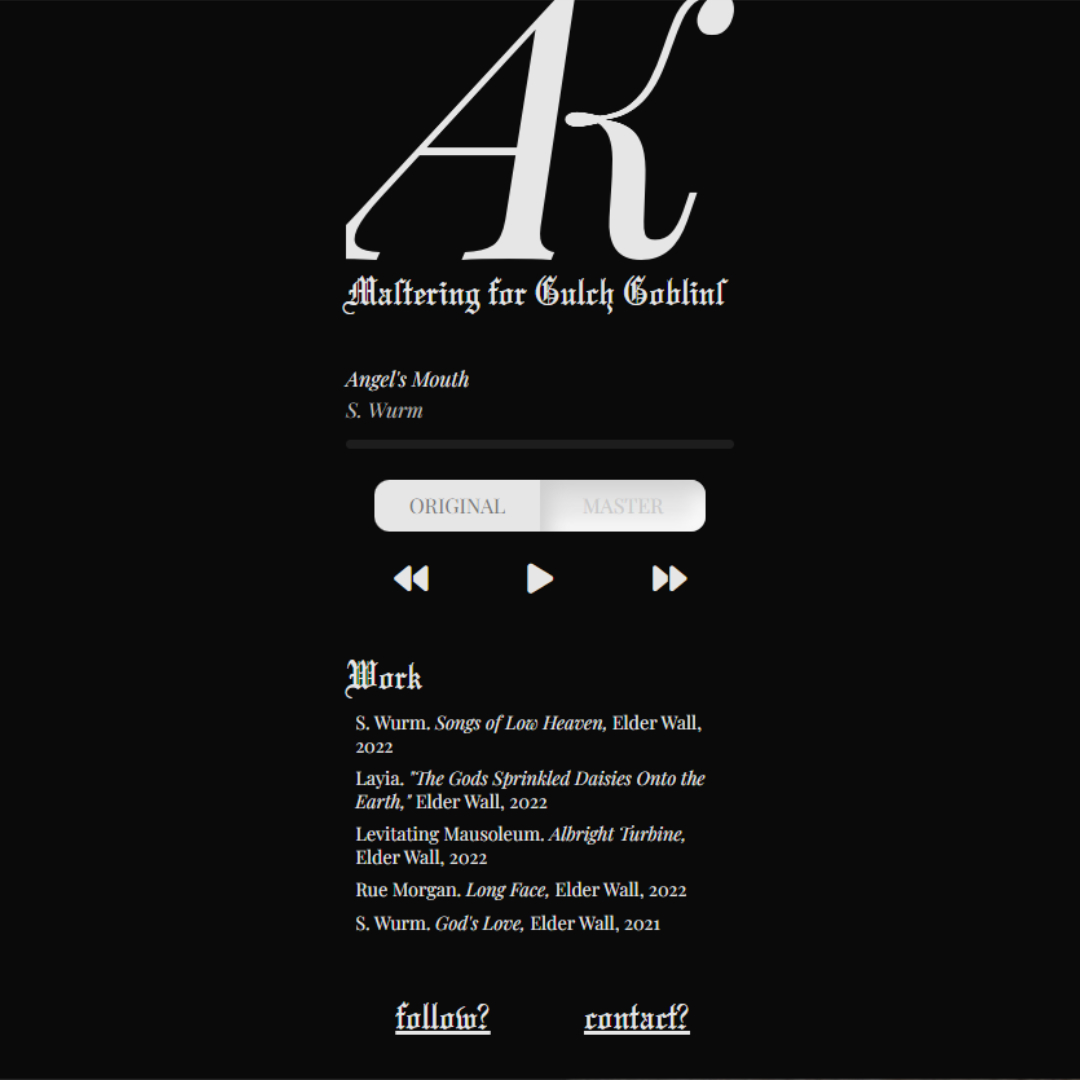 AK
Maſtering for Gulch Goblinſ
Angel's Mouth
S. Wurm
ORIGINAL MASTER
Work
S. Wurm. Songs of Low Heaven, Elder Wall,
2022
Layia. "The Gods Sprinkled Daisies Onto the
Earth," Elder Wall, 2022
Levitating Mausoleum. Albright Turbine,
Elder Wall, 2022
Rue Morgan. Long Face, Elder Wall, 2022
S. Wurm. God's Love, Elder Wall, 2021
follow? contact?